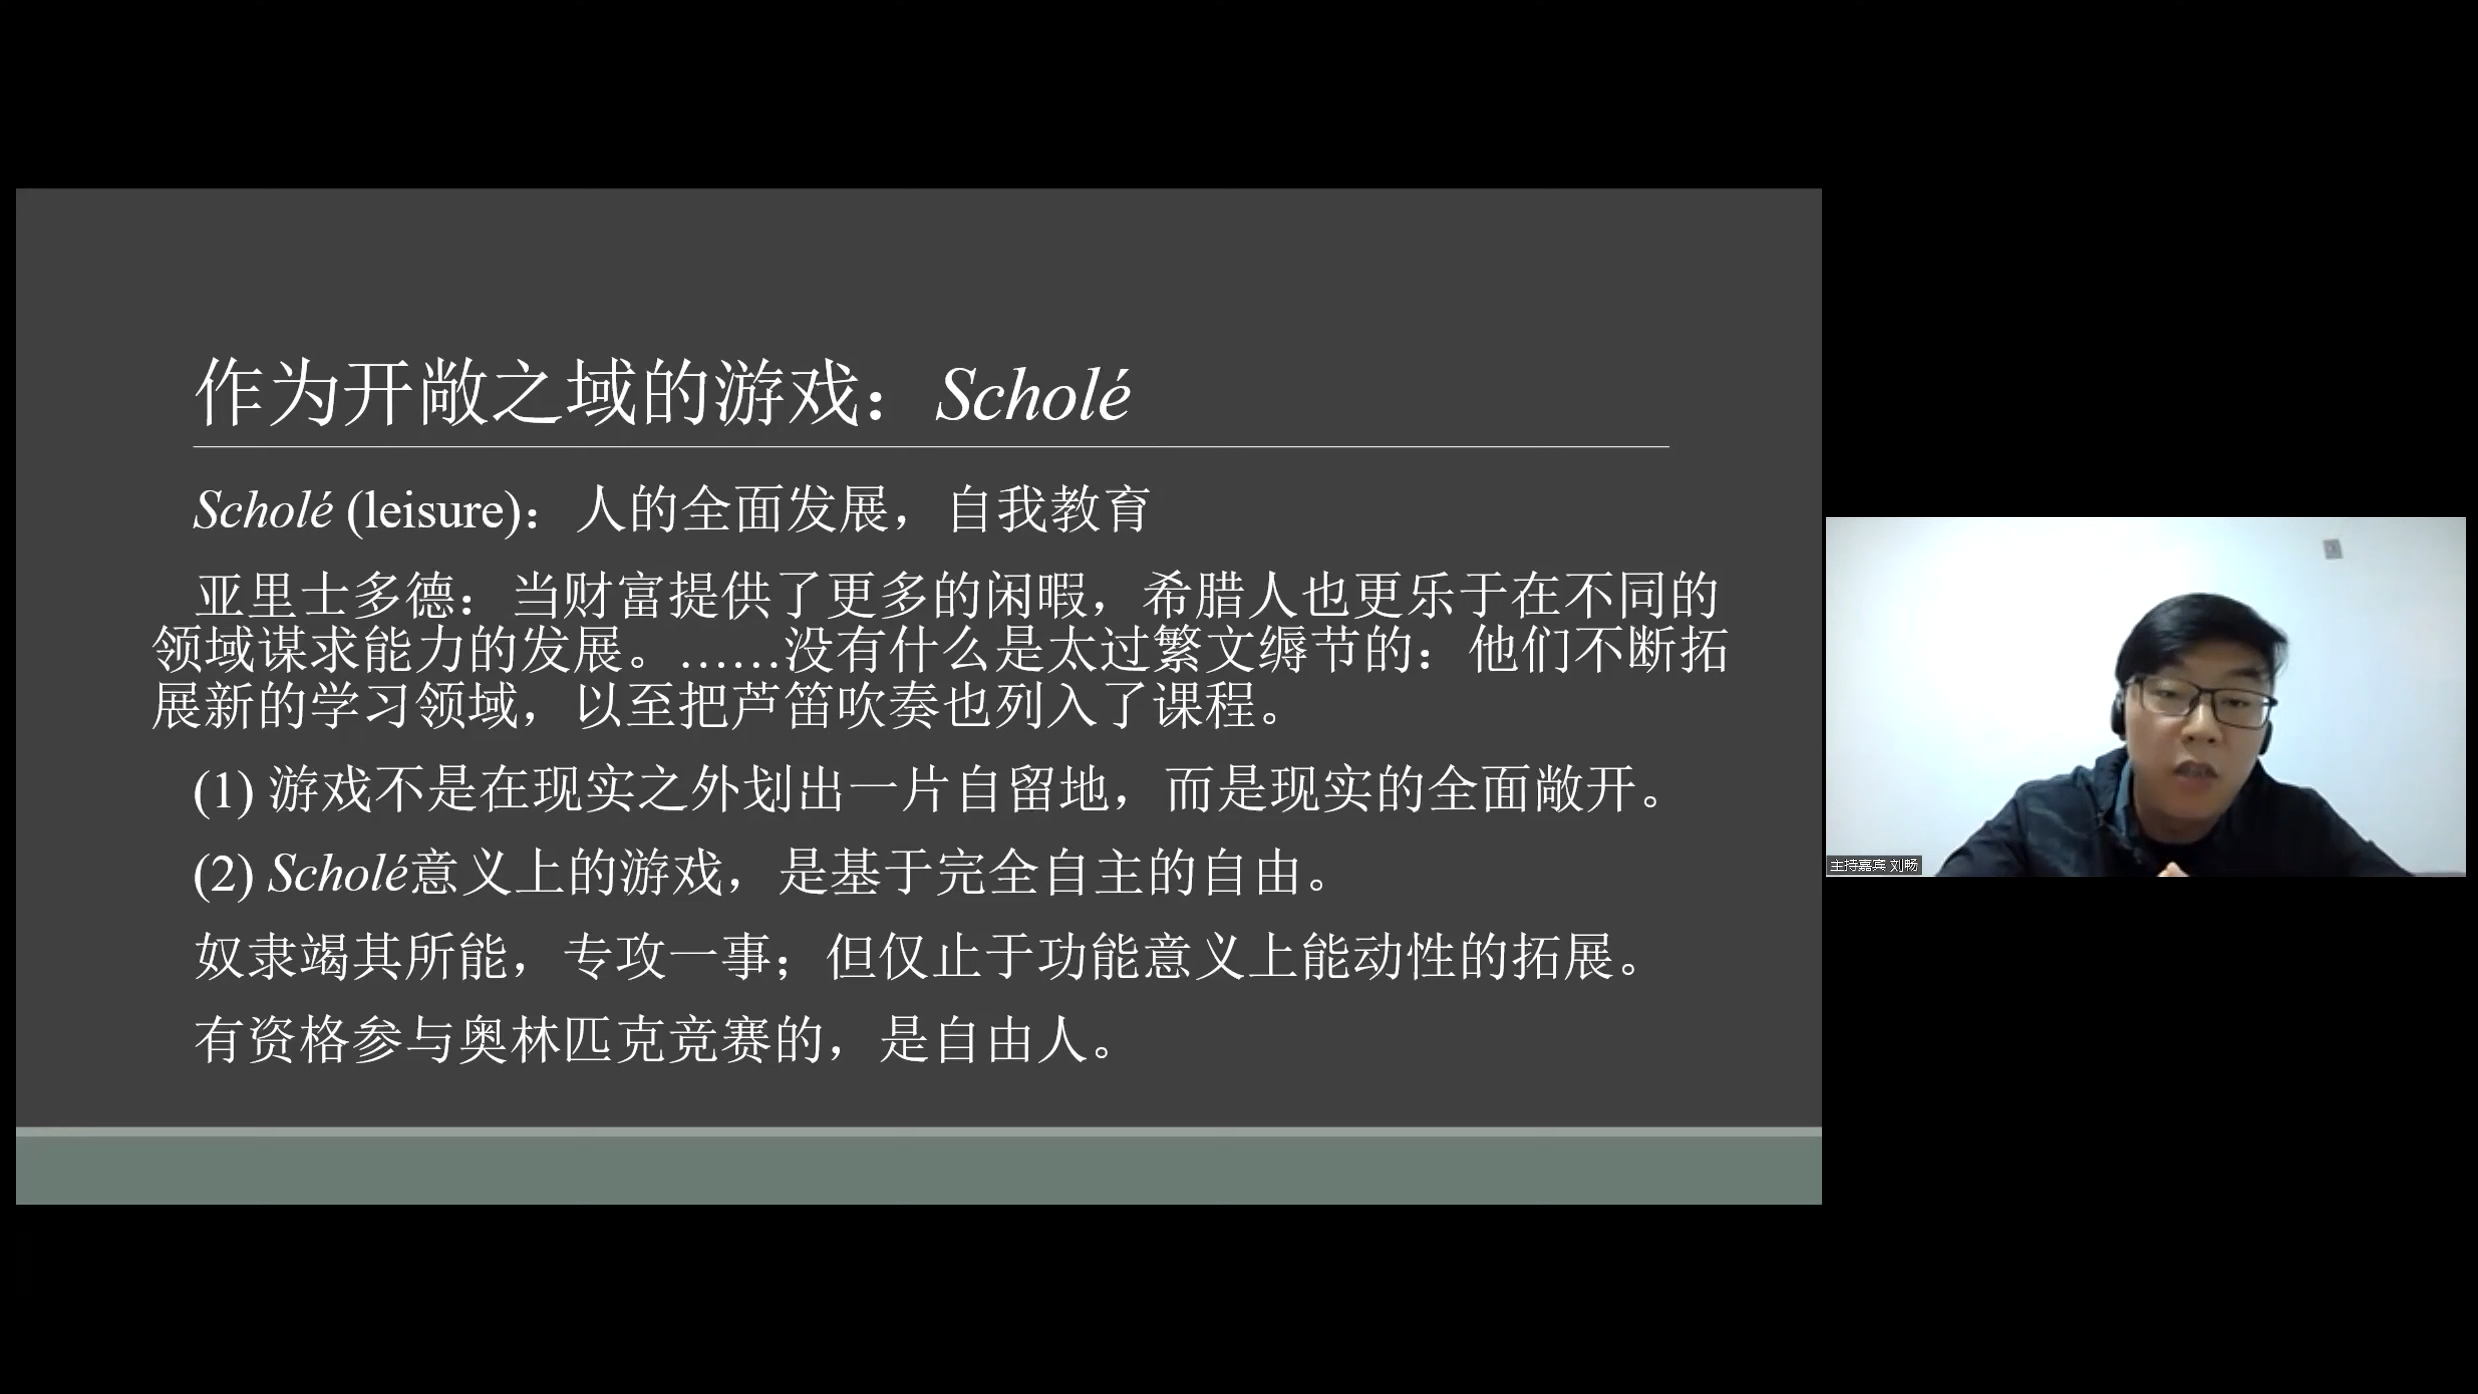 作为开敞之域的游戏：Scholé
Scholé (leisure)：人的全面发展，自我教育
亚里士多德：当财富提供了更多的闲暇，希腊人也更乐于在不同的
领域谋求能力的发展。……没有什么是太过繁文缛节的：他们不断拓
展新的学习领域，以至把芦笛吹奏也列入了课程。
(1) 游戏不是在现实之外划出一片自留地，而是现实的全面敞开。
(2) Scholé意义上的游戏，是基于完全自主的自由。
奴隶竭其所能，专攻一事；但仅止于功能意义上能动性的拓展。
有资格参与奥林匹克竞赛的，是自由人。
主持嘉宾 刘畅